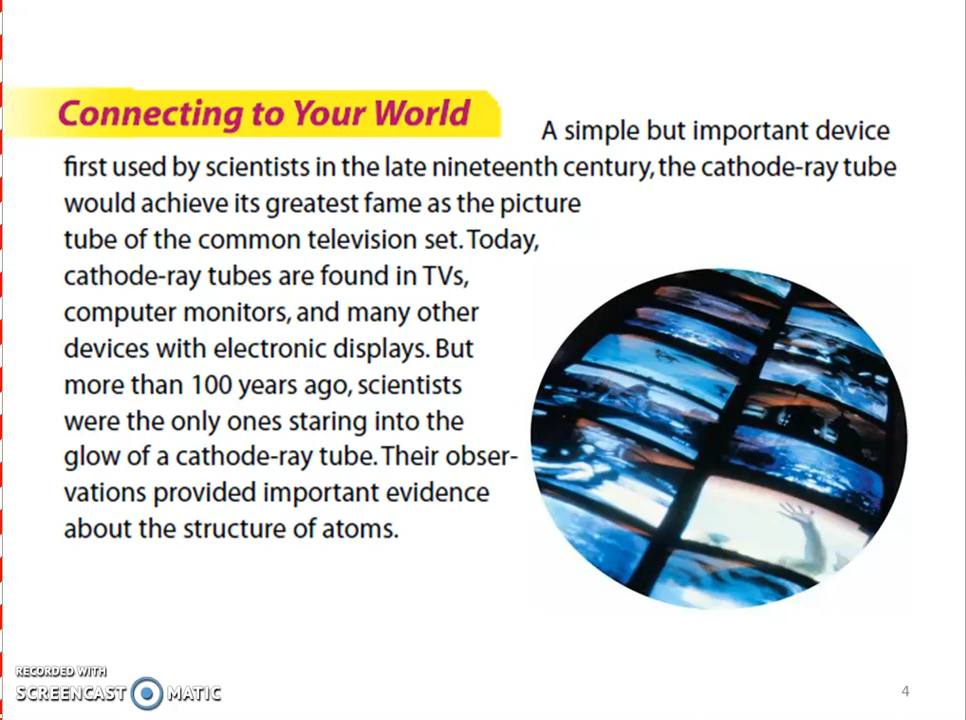 Connecting to Your World
A simple but important device
first used by scientists in the late nineteenth century, the cathode-ray tube
would achieve its greatest fame as the picture
tube of the common television set. Today,
cathode-ray tubes are found in TVs,
computer monitors, and many other
devices with electronic displays. But
more than 100 years ago, scientists
were the only ones staring into the
glow of a cathode-ray tube. Their obser-
vations provided important evidence
about the structure of atoms.
RECORDED WITH
SCREENCAST MATIC
4